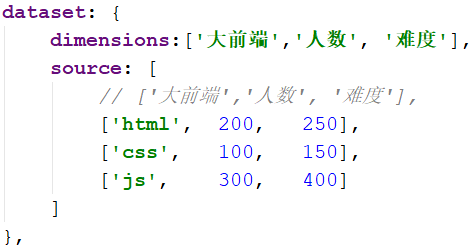 dataset: {
dimensions:['大前端','人数', '难度'],
source: [
// ['大前端','人数', '难度'],
['html', 200, 250],
['css', 100, 150],
['js', 300, 400]
]
},